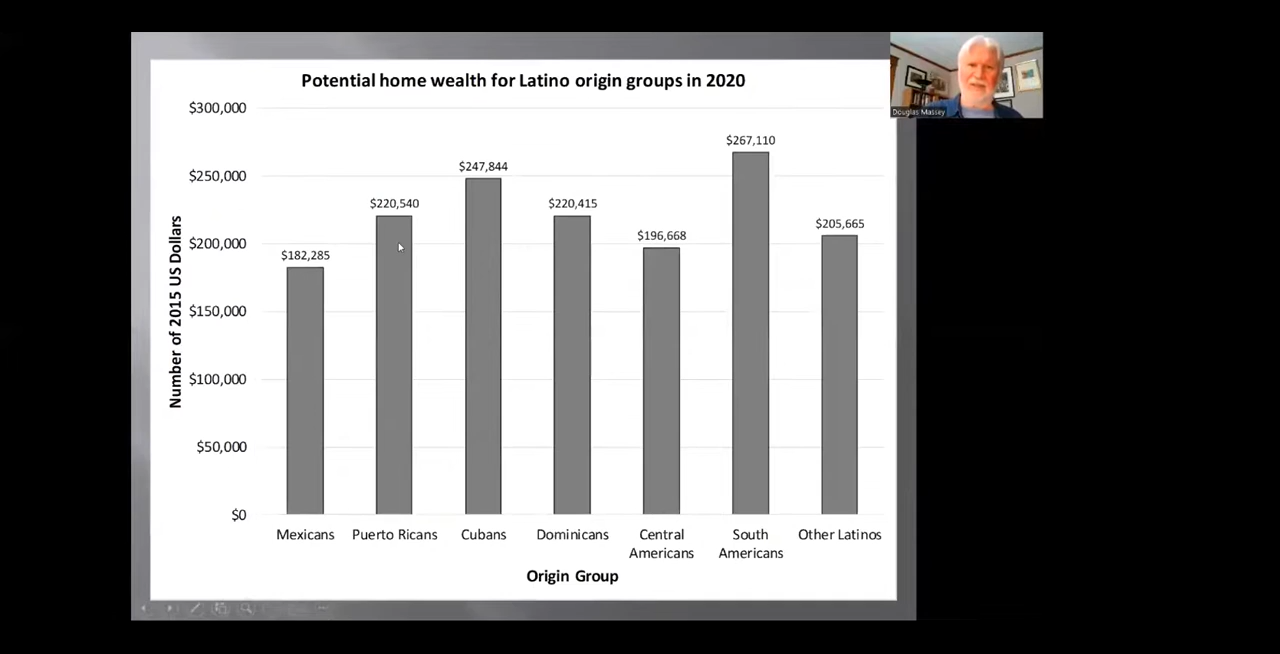 Potential home wealth for Latino origin groups in 2020
Douglas Massey
$300,000
$250,000
$200,000
$150,000
$100,000
$50,000
$0
Number of 2015 US Dollars
$182,285
$220,540
$247,844
$220,415
$196,668
$267,110
$205,665
Mexicans
Puerto Ricans
Cubans
Dominicans
Central
Americans
South
Americans
Other Latinos
Origin Group